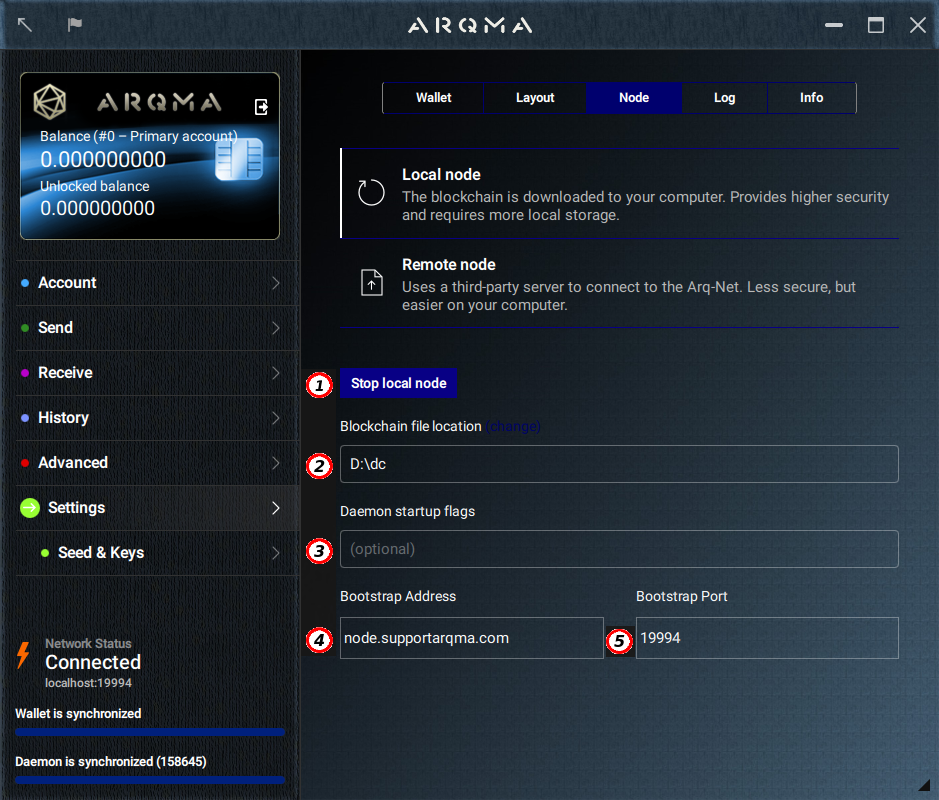 ARQMA
ARQMA
Balance (#0 – Primary account)
0.000000000
Unlocked balance
0.000000000
Account
Send
Receive
History
Advanced
Settings
Seed & Keys
Network Status
Connected
localhost:19994
Wallet is synchronized
Daemon is synchronized (158645)
Wallet Layout Node Log Info
Local node
The blockchain is downloaded to your computer. Provides higher security
and requires more local storage.
Remote node
Uses a third-party server to connect to the Arq-Net. Less secure, but
easier on your computer.
1 Stop local node
Blockchain file location (change)
2 D:\dc
Daemon startup flags
3 (optional)
Bootstrap Address Bootstrap Port
4 node.supportarqma.com 5 19994